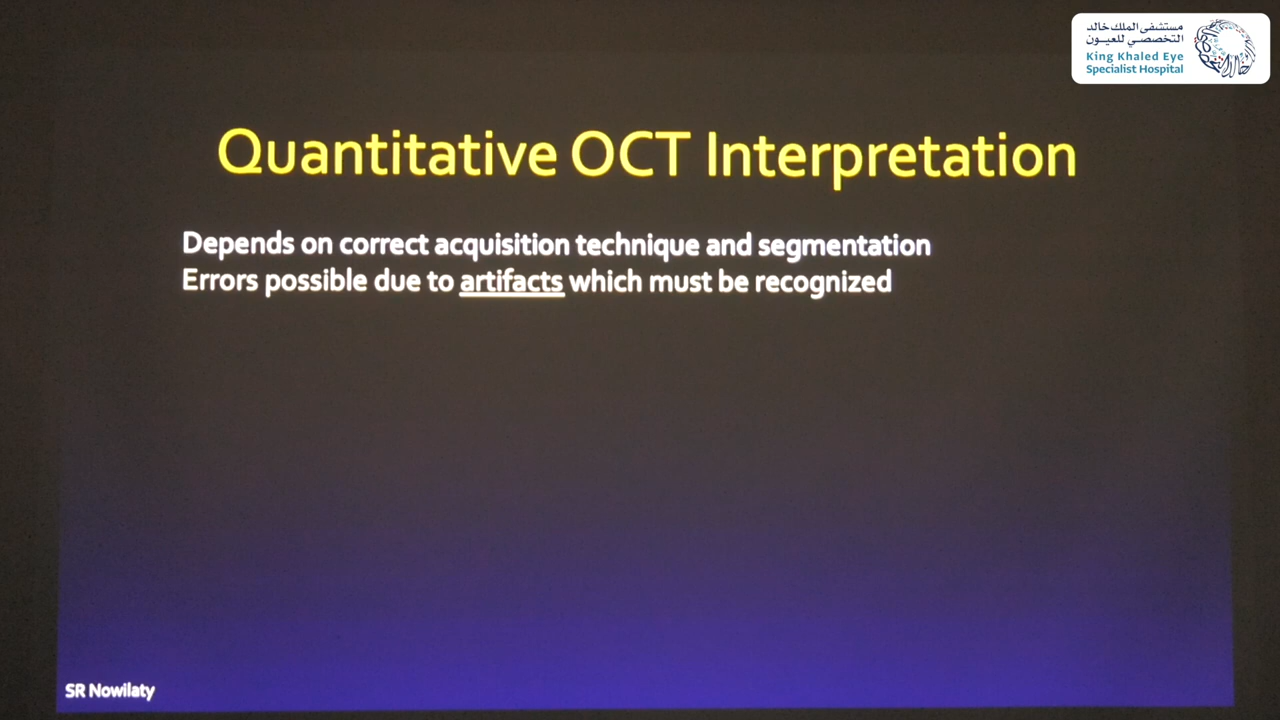 مستشفى الملك خالد
التخصصي للعيون
King Khaled Eye
Specialist Hospital
Quantitative OCT Interpretation
Depends on correct acquisition technique and segmentation
Errors possible due to artifacts which must be recognized
SR Nowilaty